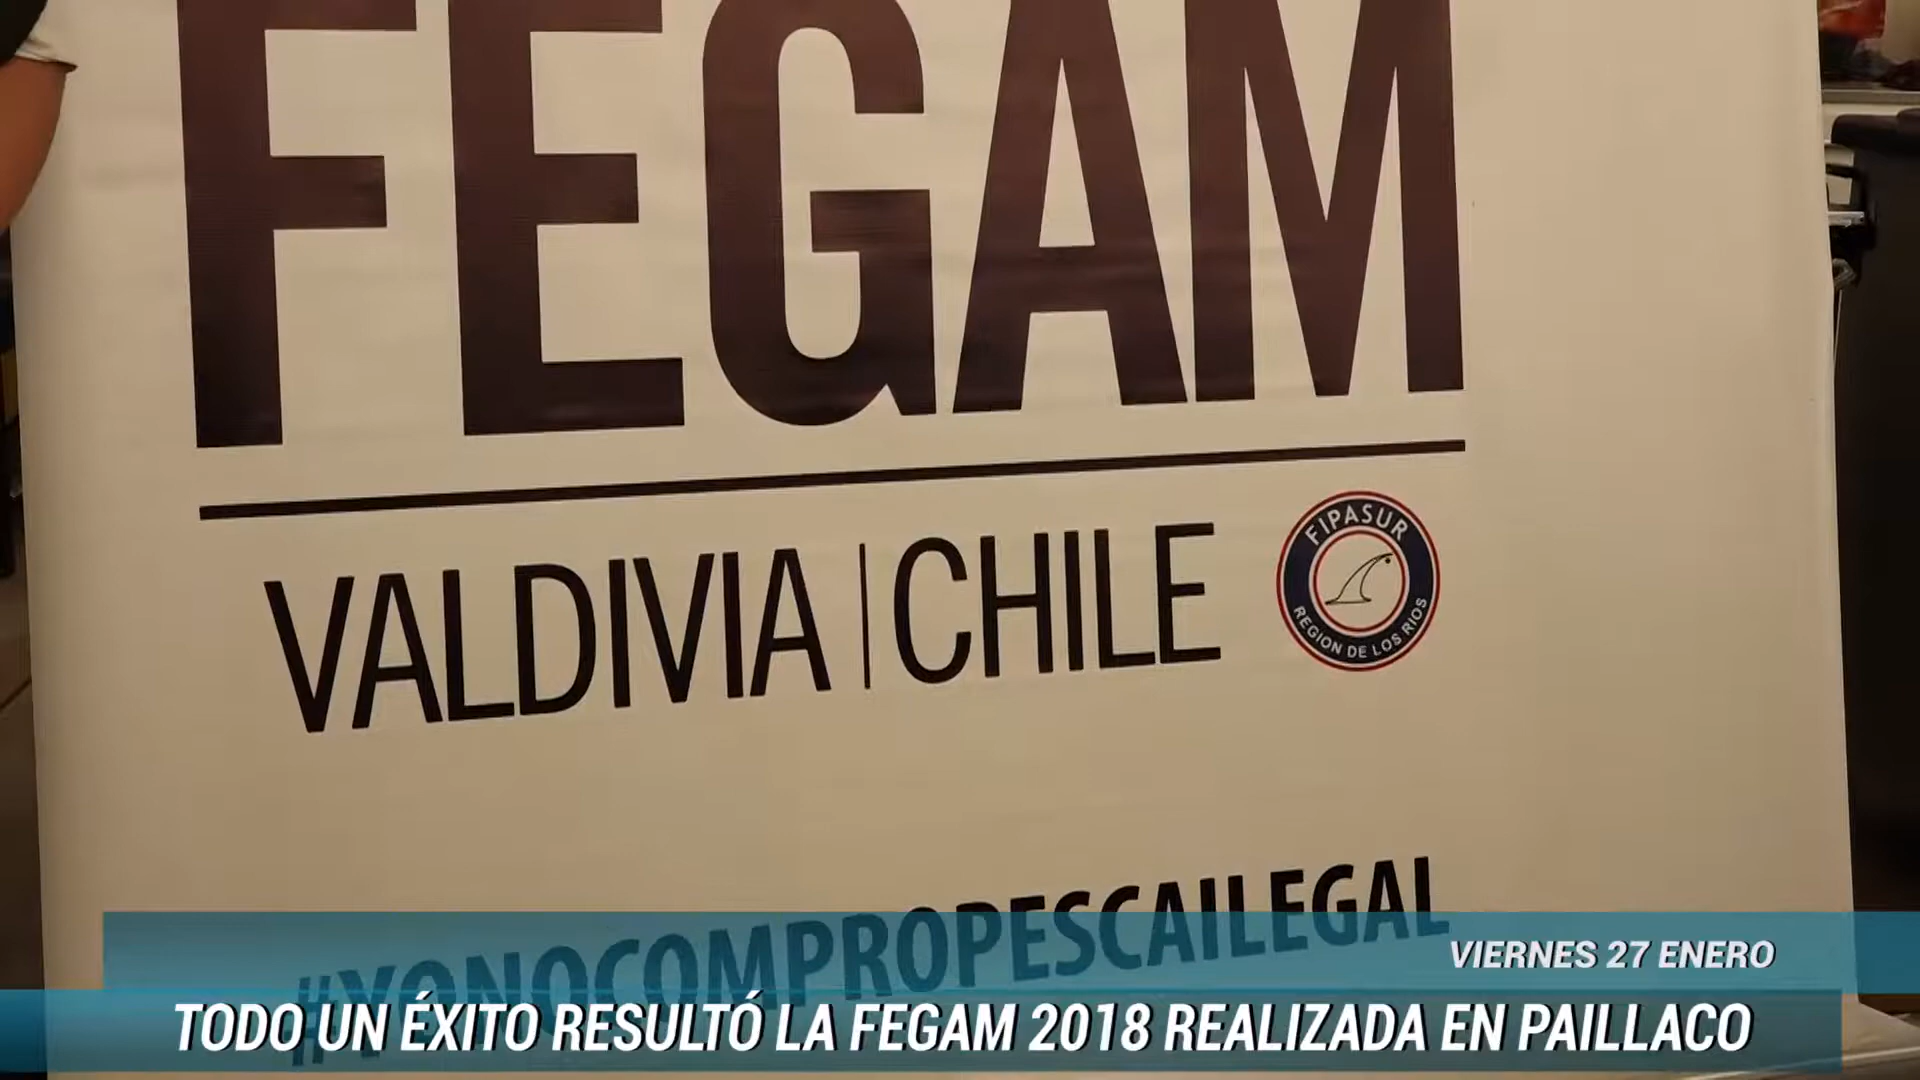 FEGAM
VALDIVIA | CHILE
FIPASUR
REGION DE LOS RIOS
#YONOCOMPROPESCAILEGAL
VIERNES 27 ENERO
TODO UN ÉXITO RESULTÓ LA FEGAM 2018 REALIZADA EN PAILLACO